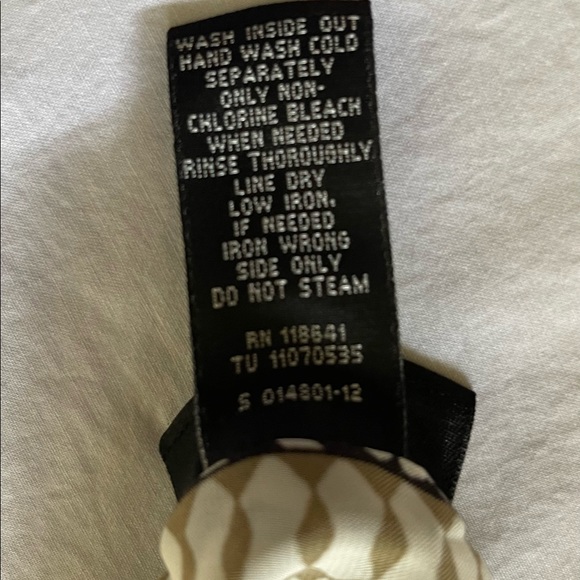 WASH INSIDE OUT
HAND WASH COLD
SEPARATELY
ONLY NON-
CHLORINE BLEACH
WHEN NEEDED
RINSE THOROUGHLY
LINE DRY
LOW IRON.
IF NEEDED
IRON WRONG
SIDE ONLY
DO NOT STEAM
RN 118641
TU 11070535
S 014801-12